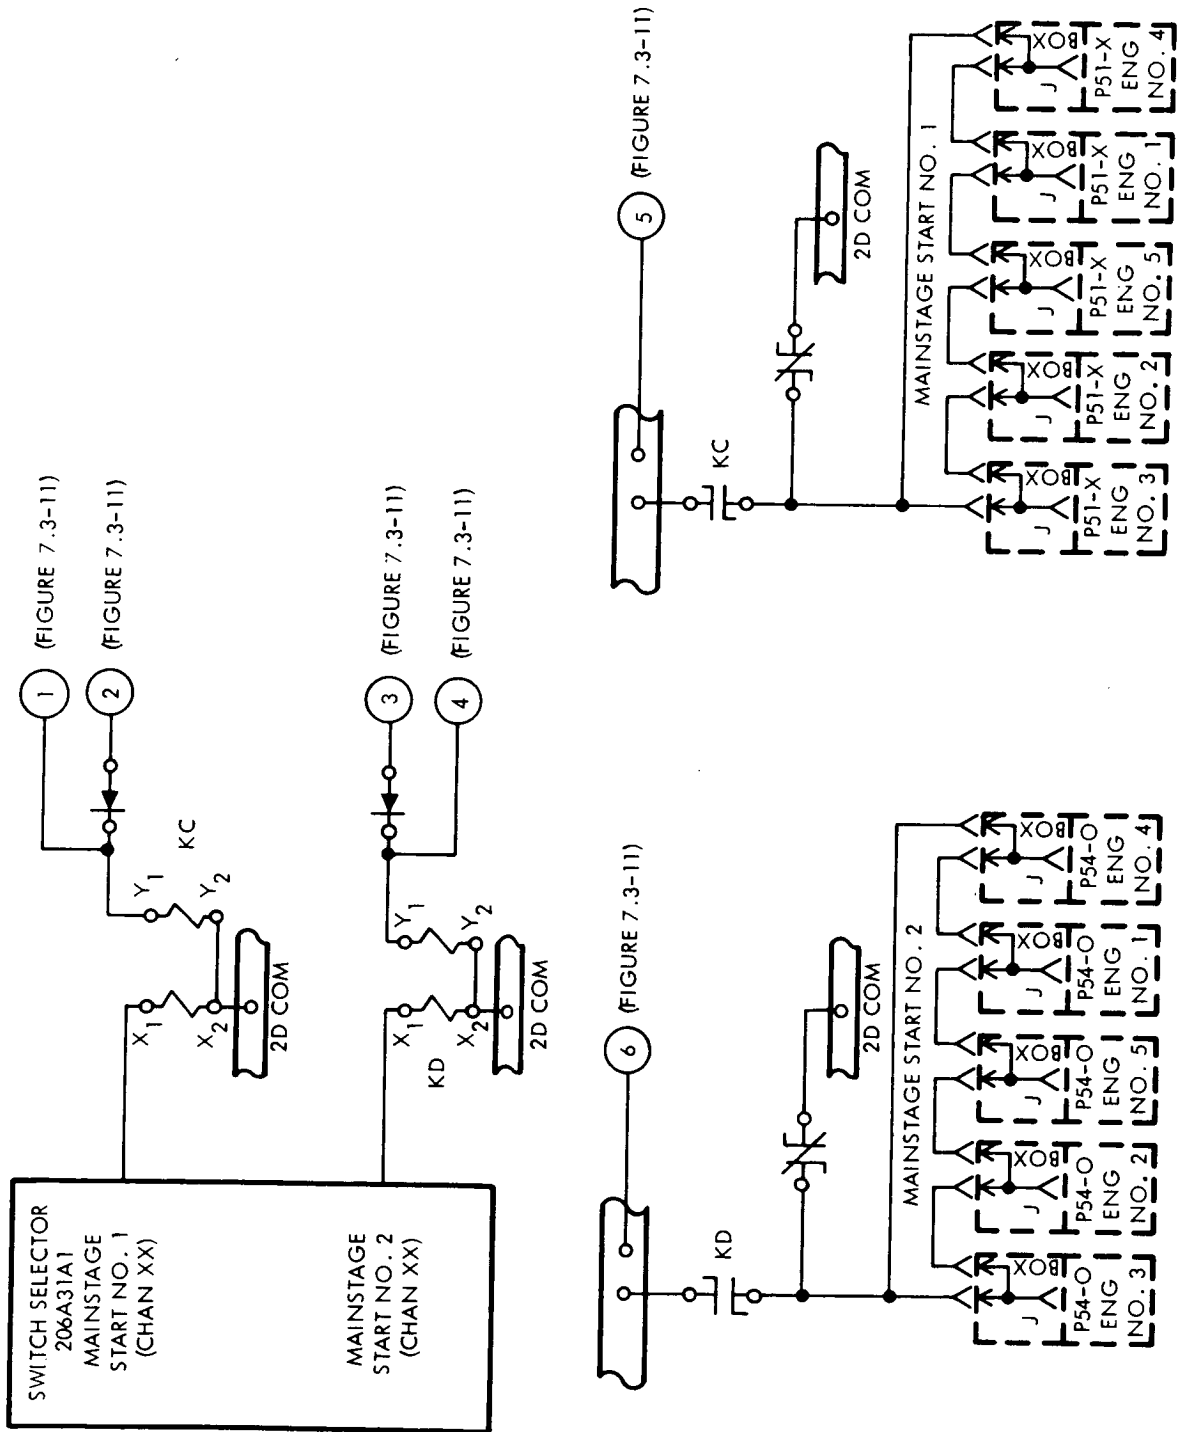 SWITCH SELECTOR
206A31A1
MAINSTAGE
START NO. 1
(CHAN XX)
MAINSTAGE
START NO. 2
(CHAN XX)
X1
X2
2D COM
Y1
Y2
KC
1
(FIGURE 7.3-11)
2
(FIGURE 7.3-11)
X1
X2
KD
2D COM
Y1
Y2
3
(FIGURE 7.3-11)
4
(FIGURE 7.3-11)
6
(FIGURE 7.3-11)
KD
2D COM
MAINSTAGE START NO. 2
J
BOX
P54-O
ENG
NO. 3
J
BOX
P54-O
ENG
NO. 2
J
BOX
P54-O
ENG
NO. 5
J
BOX
P54-O
ENG
NO. 1
J
BOX
P54-O
ENG
NO. 4
5
(FIGURE 7.3-11)
KC
2D COM
MAINSTAGE START NO. 1
J
BOX
P51-X
ENG
NO. 3
J
BOX
P51-X
ENG
NO. 2
J
BOX
P51-X
ENG
NO. 5
J
BOX
P51-X
ENG
NO. 1
J
BOX
P51-X
ENG
NO. 4